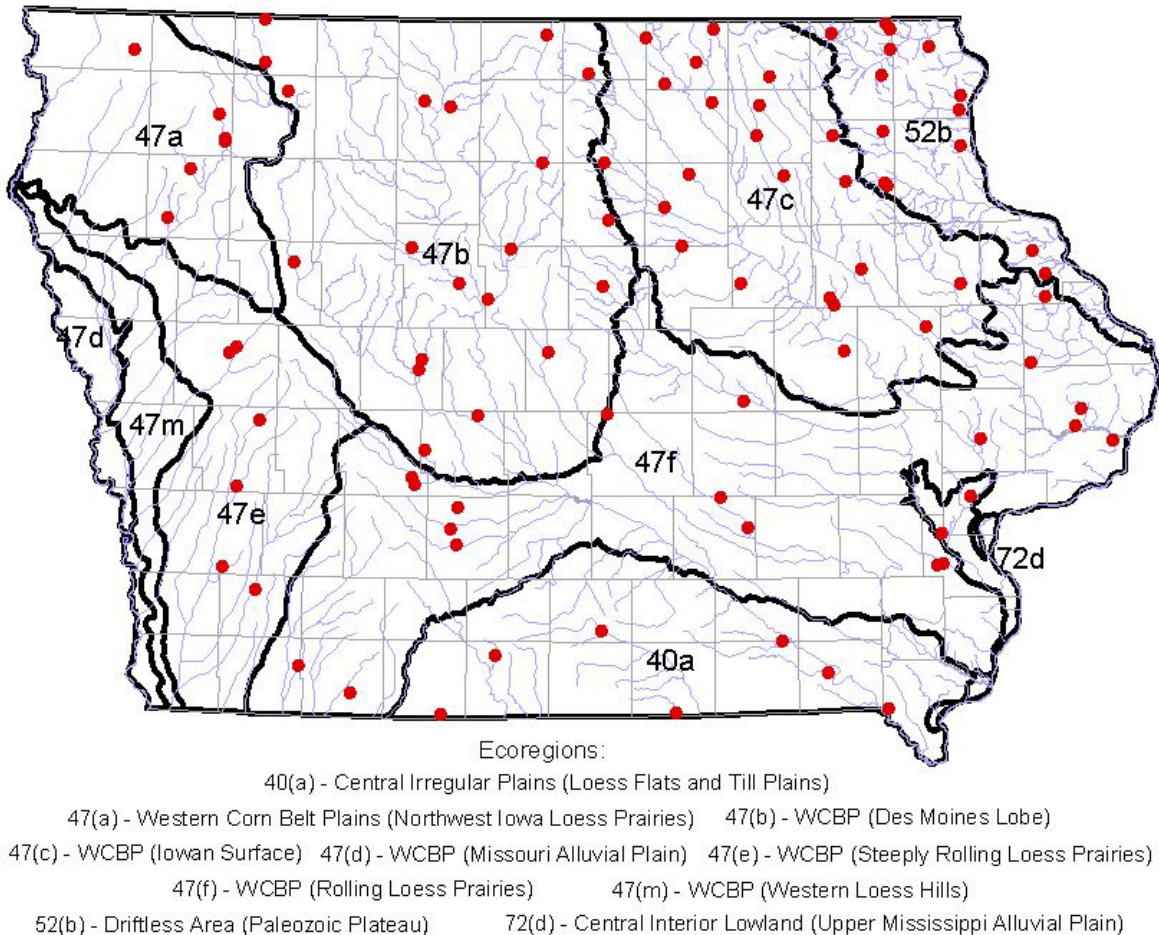 47a
52b
47c
47b
47d
47m
47f
47e
72d
40a
Ecoregions:
40(a) - Central Irregular Plains (Loess Flats and Till Plains)
47(a) - Western Corn Belt Plains (Northwest Iowa Loess Prairies) 47(b) - WCBP (Des Moines Lobe)
47(c) - WCBP (Iowan Surface) 47(d) - WCBP (Missouri Alluvial Plain) 47(e) - WCBP (Steeply Rolling Loess Prairies)
47(f) - WCBP (Rolling Loess Prairies) 47(m) - WCBP (Western Loess Hills)
52(b) - Driftless Area (Paleozoic Plateau) 72(d) - Central Interior Lowland (Upper Mississippi Alluvial Plain)